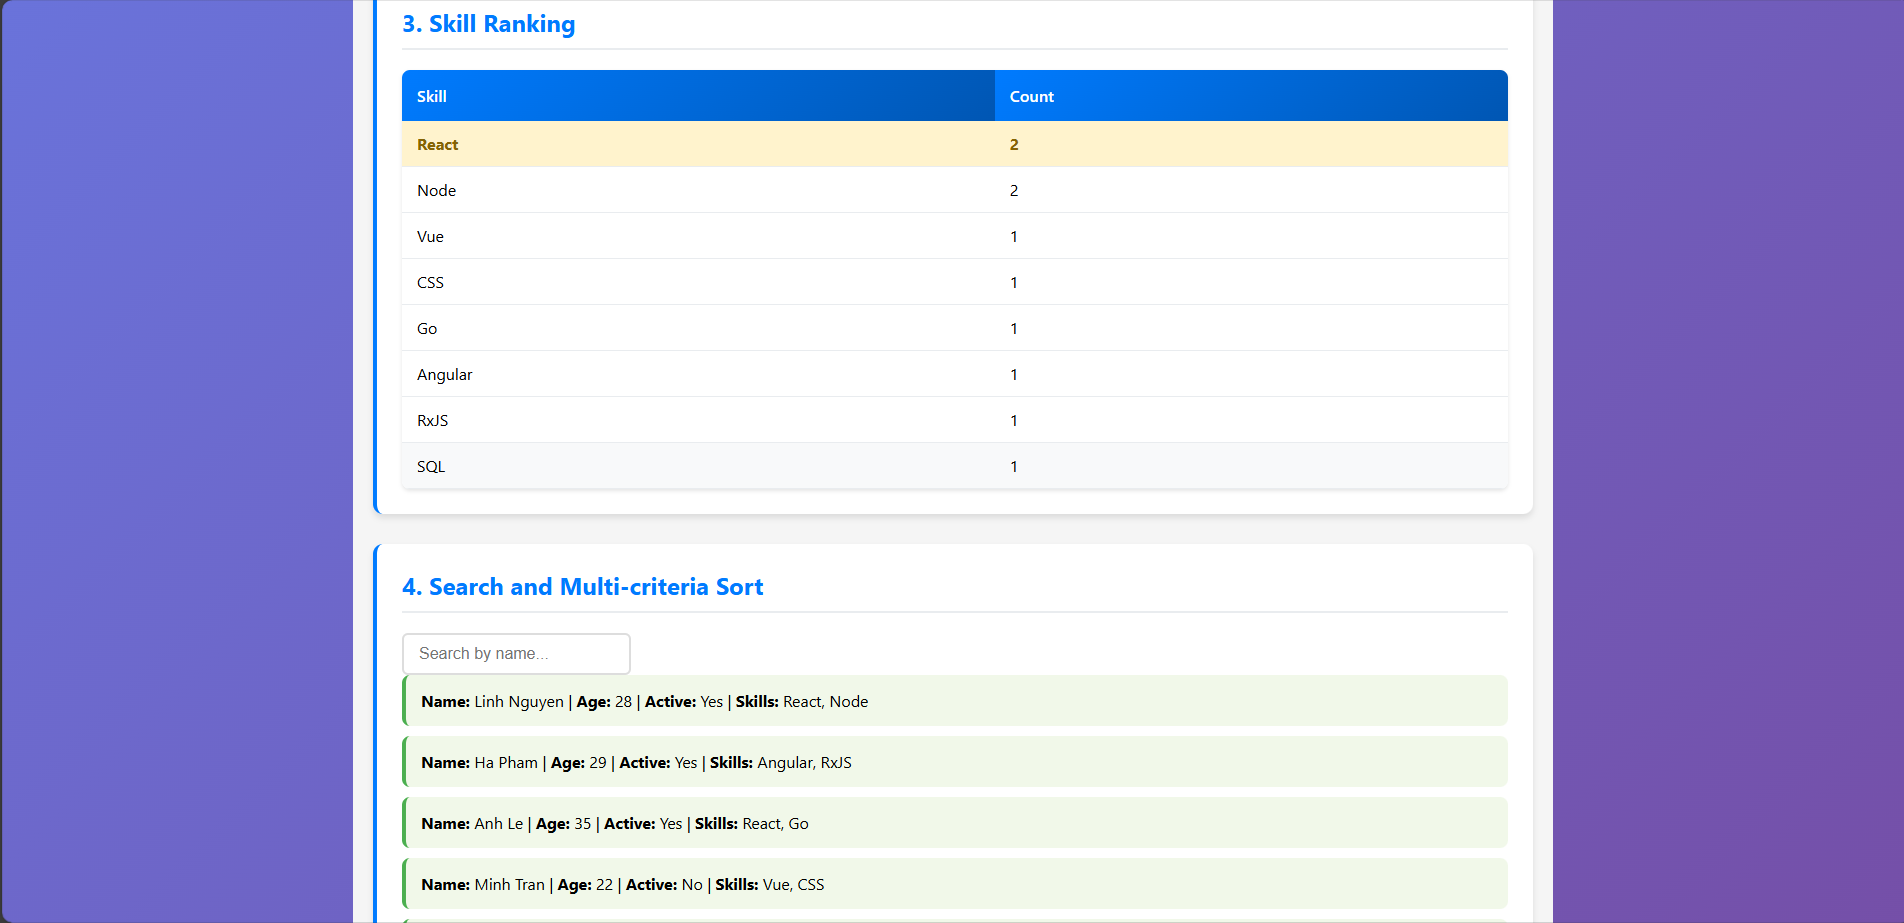 3. Skill Ranking
Skill Count
React 2
Node 2
Vue 1
CSS 1
Go 1
Angular 1
RxJS 1
SQL 1
4. Search and Multi-criteria Sort
Search by name...
Name: Linh Nguyen | Age: 28 | Active: Yes | Skills: React, Node
Name: Ha Pham | Age: 29 | Active: Yes | Skills: Angular, RxJS
Name: Anh Le | Age: 35 | Active: Yes | Skills: React, Go
Name: Minh Tran | Age: 22 | Active: No | Skills: Vue, CSS